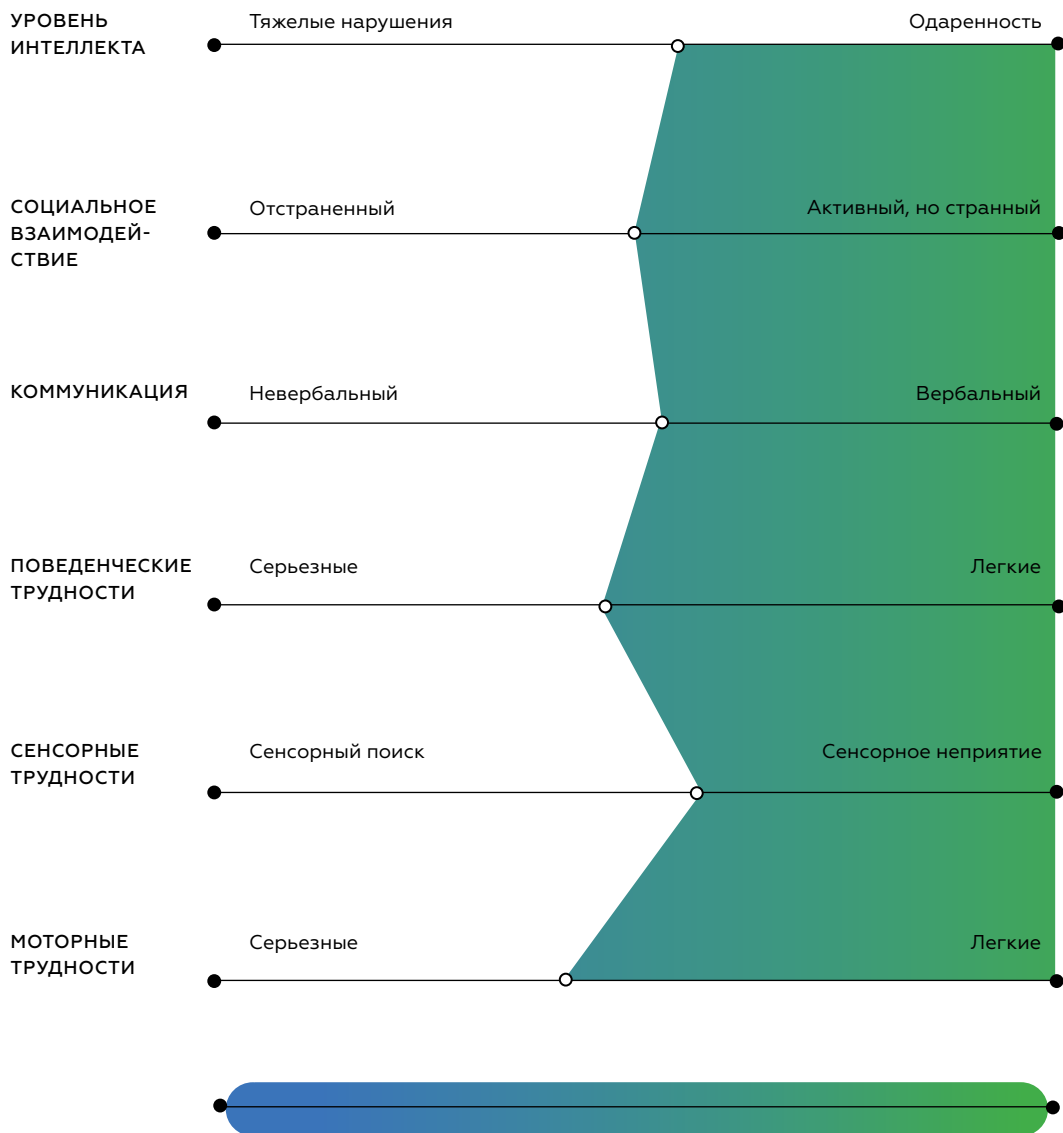 УРОВЕНЬ
ИНТЕЛЛЕКТА
Тяжелые нарушения
Одаренность
СОЦИАЛЬНОЕ
ВЗАИМОДЕЙ-
СТВИЕ
Отстраненный
Активный, но странный
КОММУНИКАЦИЯ
Невербальный
Вербальный
ПОВЕДЕНЧЕСКИЕ
ТРУДНОСТИ
Серьезные
Легкие
СЕНСОРНЫЕ
ТРУДНОСТИ
Сенсорный поиск
Сенсорное неприятие
МОТОРНЫЕ
ТРУДНОСТИ
Серьезные
Легкие